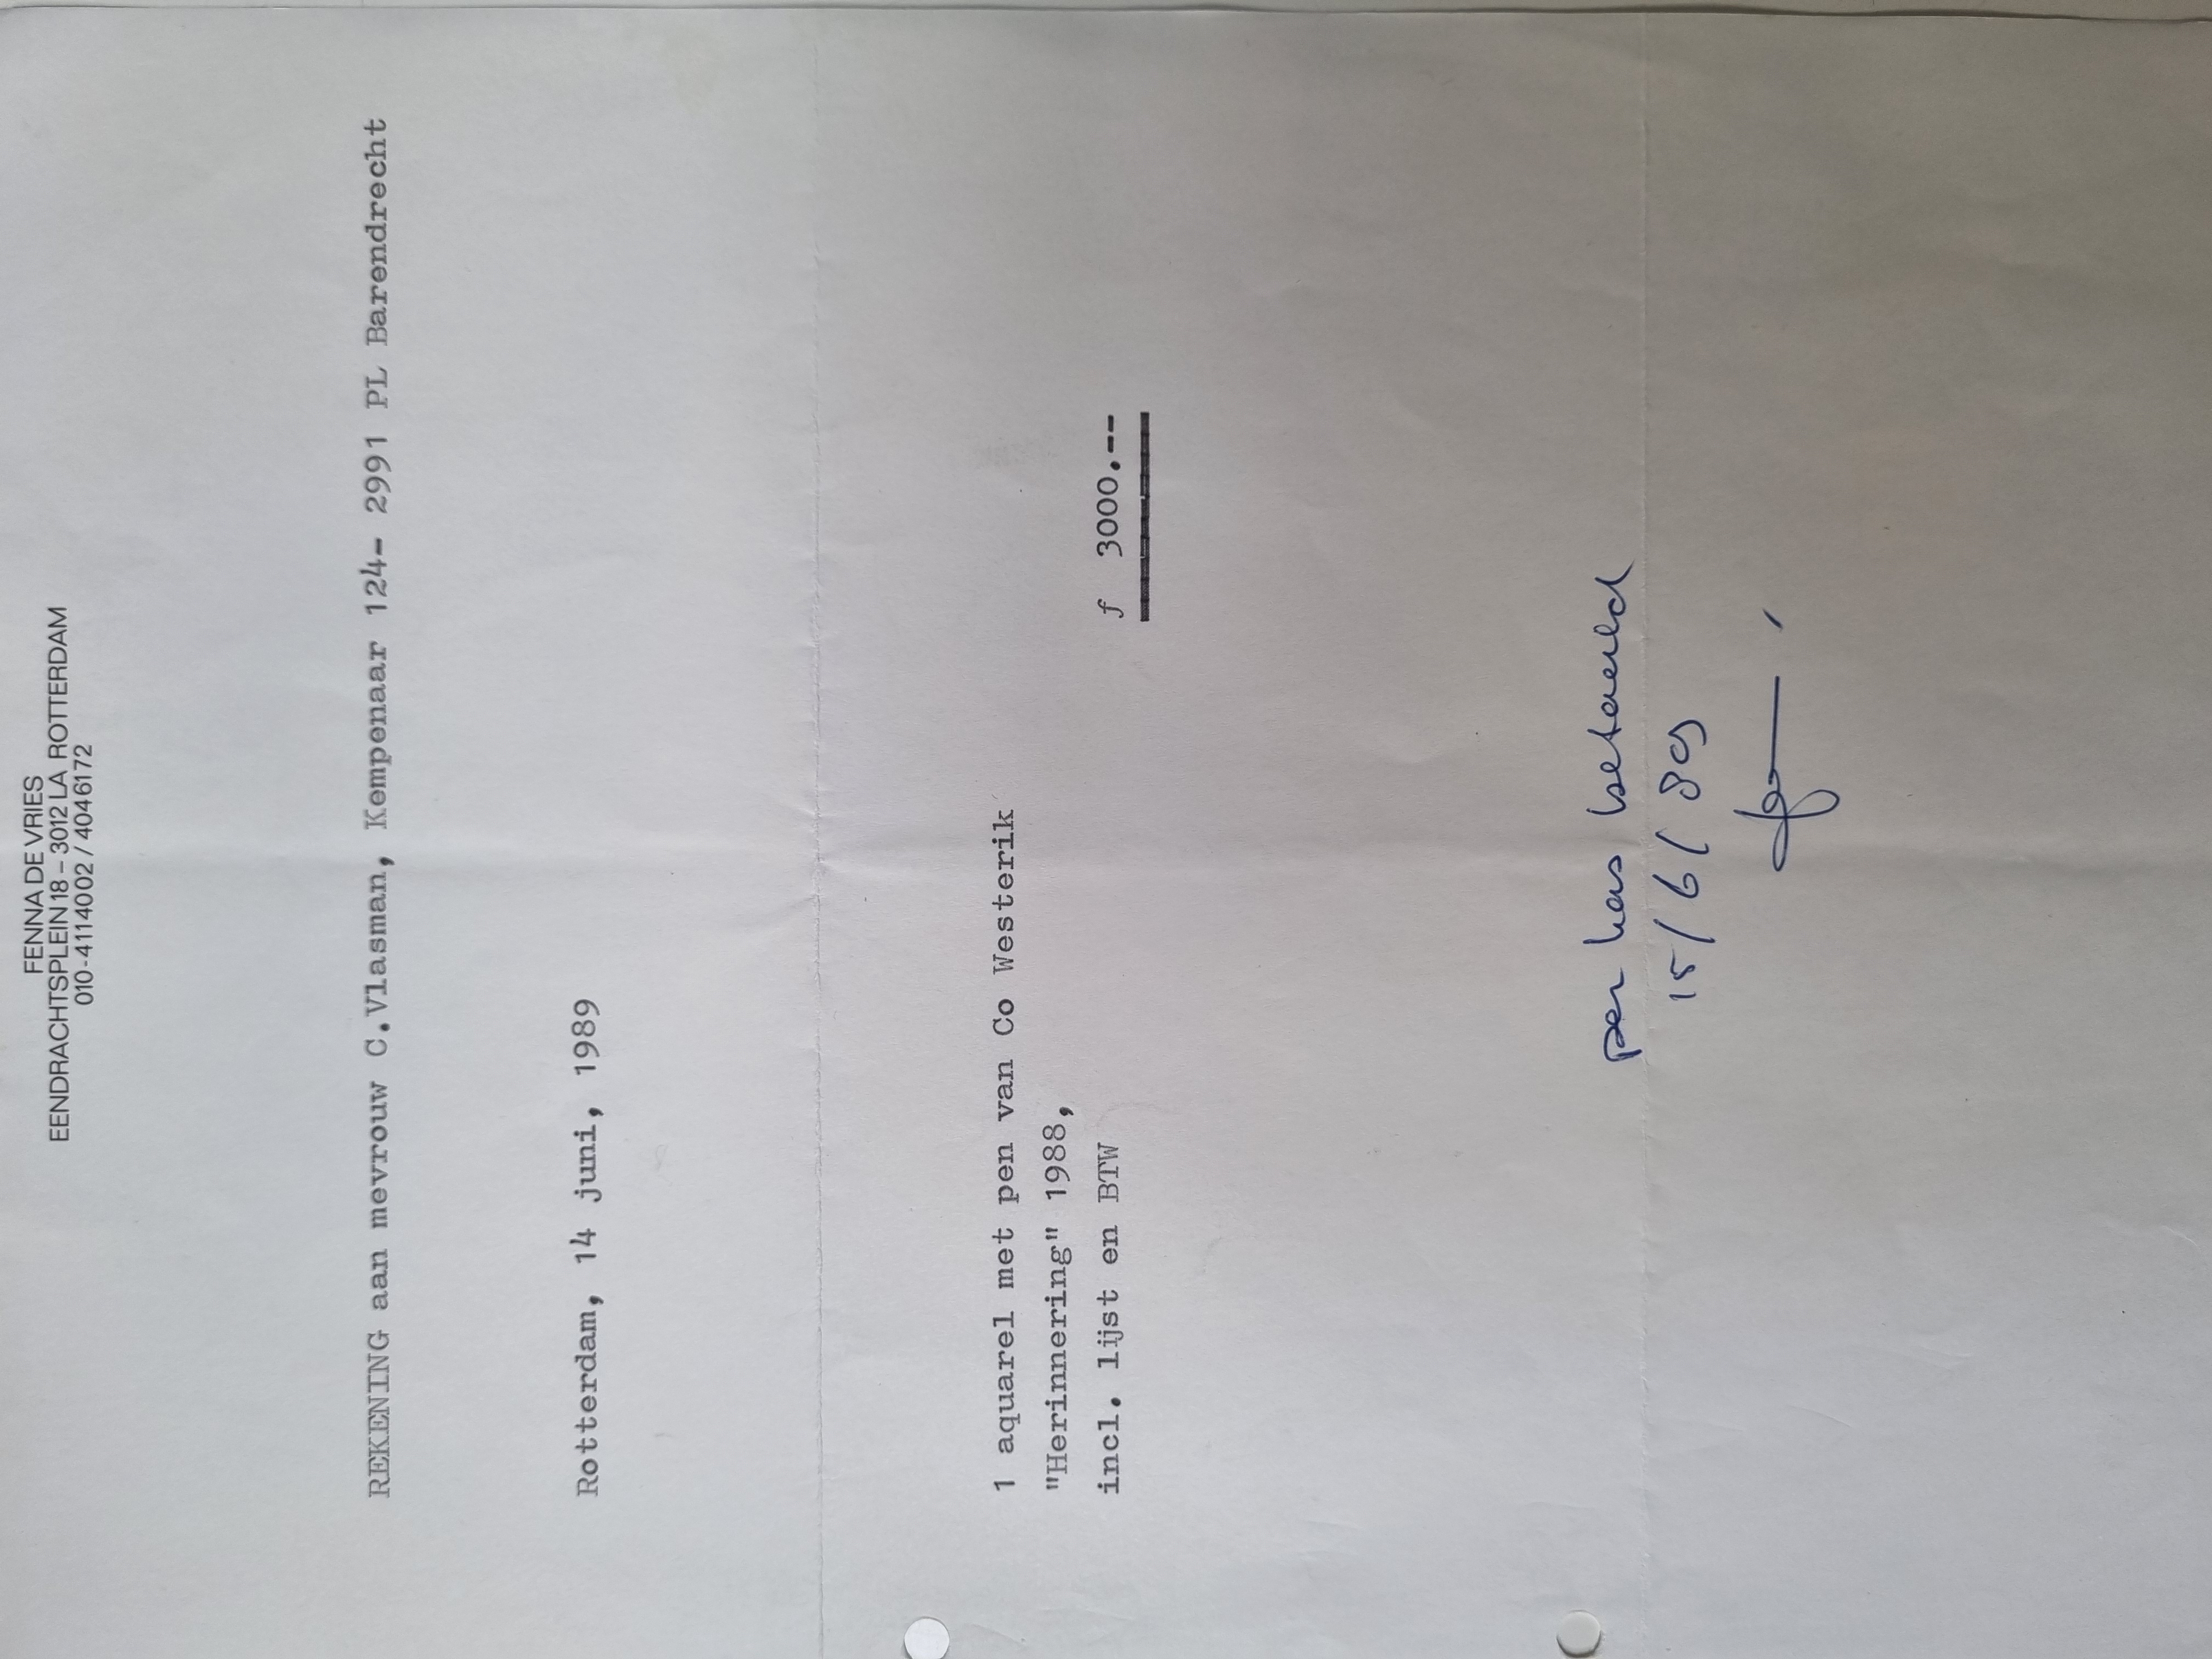 FENNA DE VRIES
EENDRACHTSPLEIN 18 – 3012 LA ROTTERDAM
010-4114002 / 4046172
REKENING aan mevrouw C.Vlasman, Kempenaar 124- 2991 PL Barendrecht
Rotterdam, 14 juni, 1989
1 aquarel met pen van Co Westerik
"Herinnering" 1988,
incl. lijst en BTW
ƒ 3000.--
per kas betaald
15/6/89